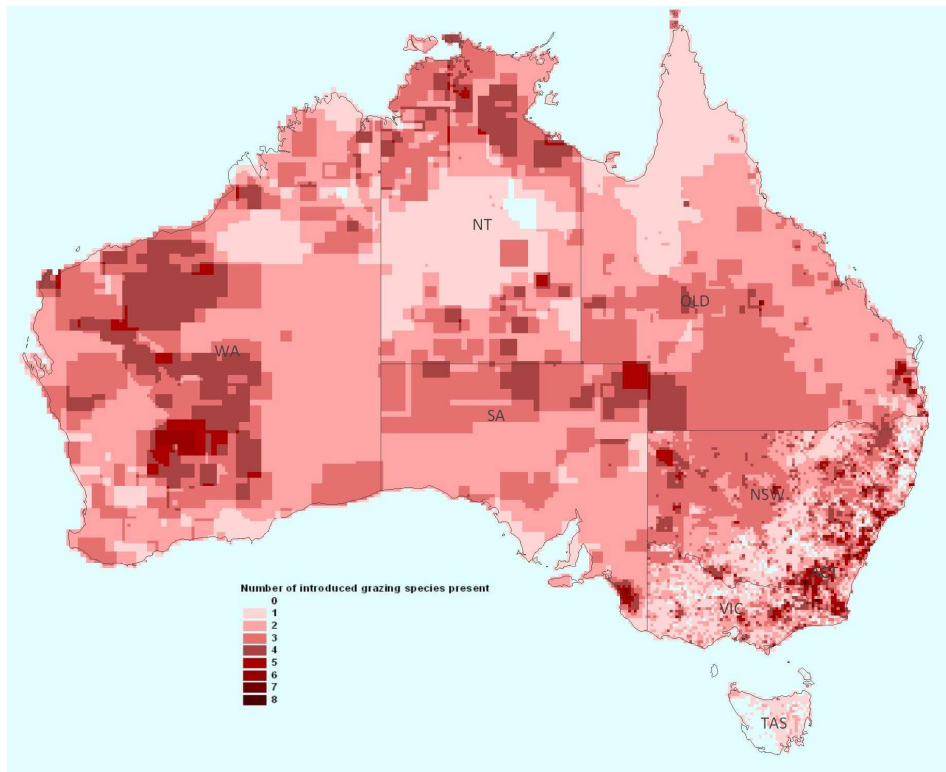 NT
QLD
WA
SA
NSW
ACT
VIC
Number of introduced grazing species present
0
1
2
3
4
5
6
7
8
TAS